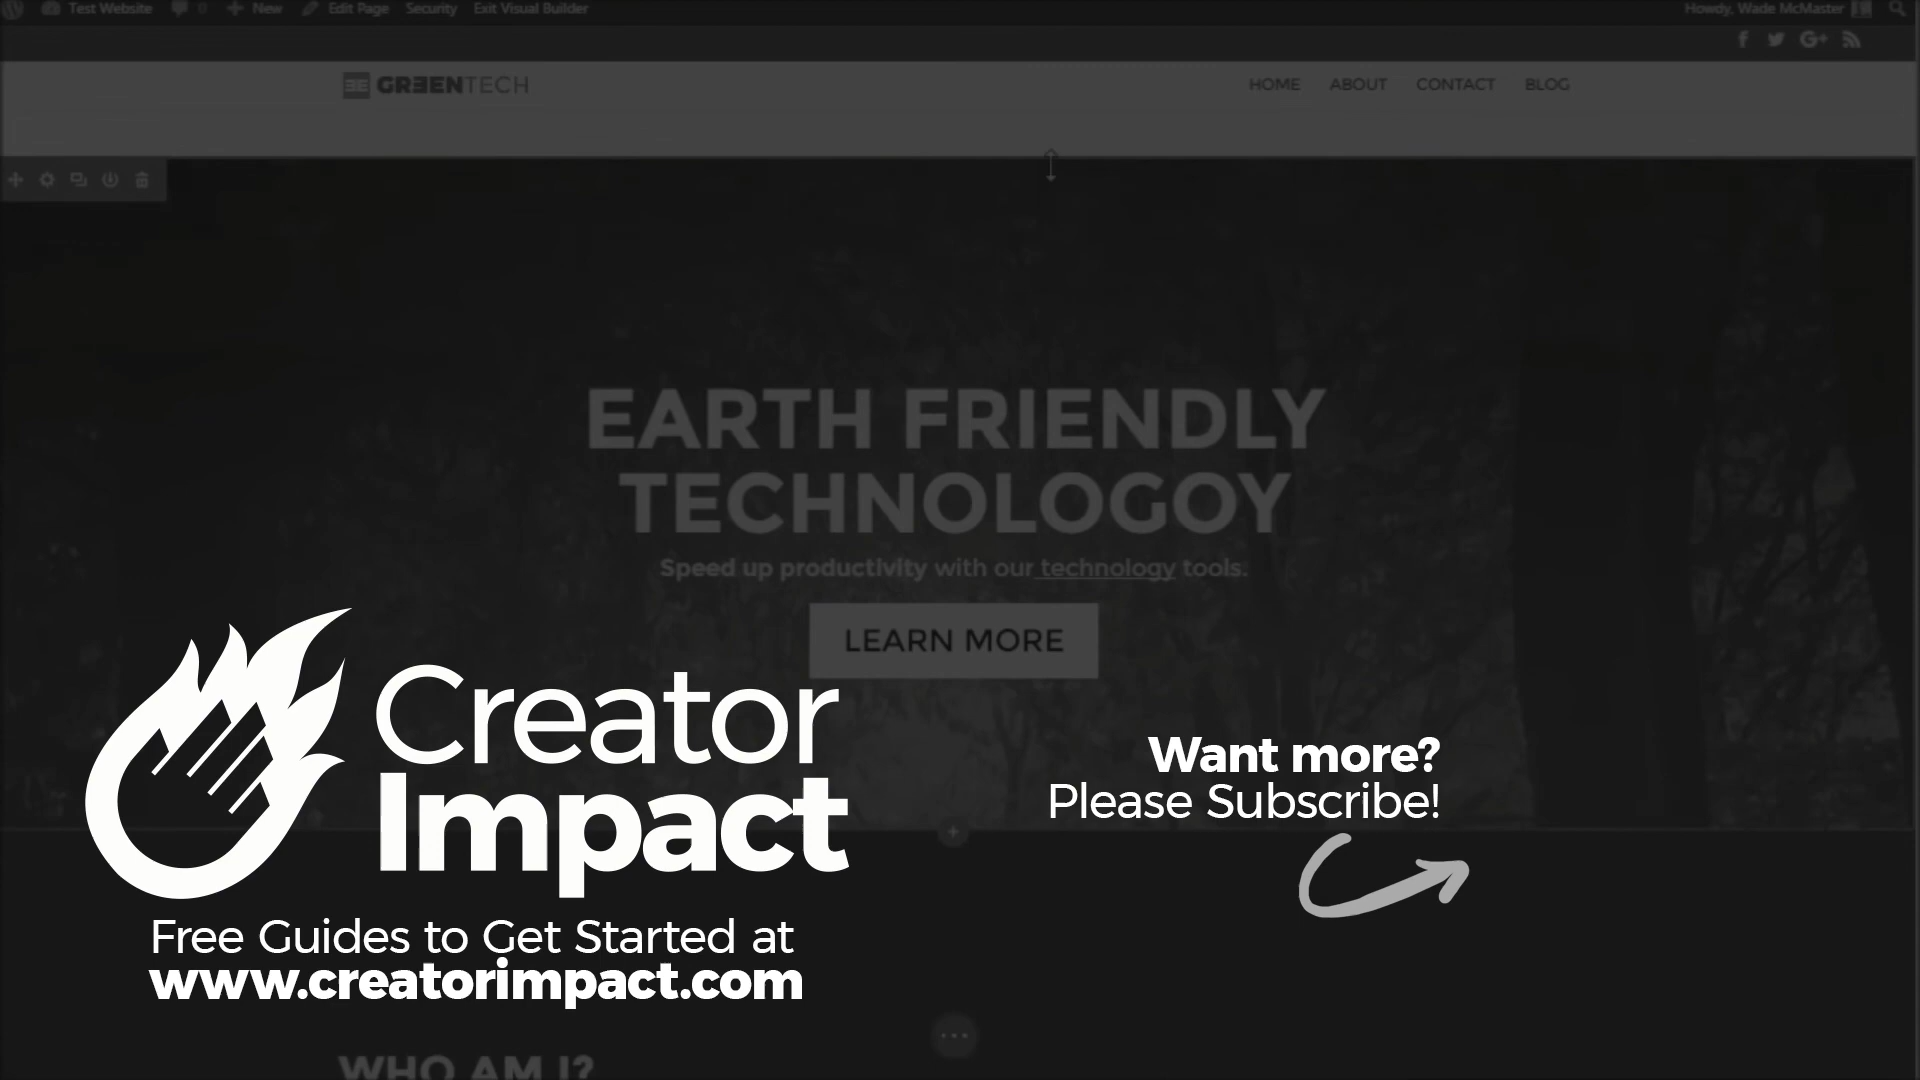 Test Website 0 New Edit Page Security Exit Visual Builder Howdy, Wade McMaster
GREENTECH HOME ABOUT CONTACT BLOG
EARTH FRIENDLY
TECHNOLOGOY
Speed up productivity with our technology tools.
LEARN MORE
Creator
Impact
Free Guides to Get Started at
www.creatorimpact.com
Want more?
Please Subscribe!
WHO AM I?